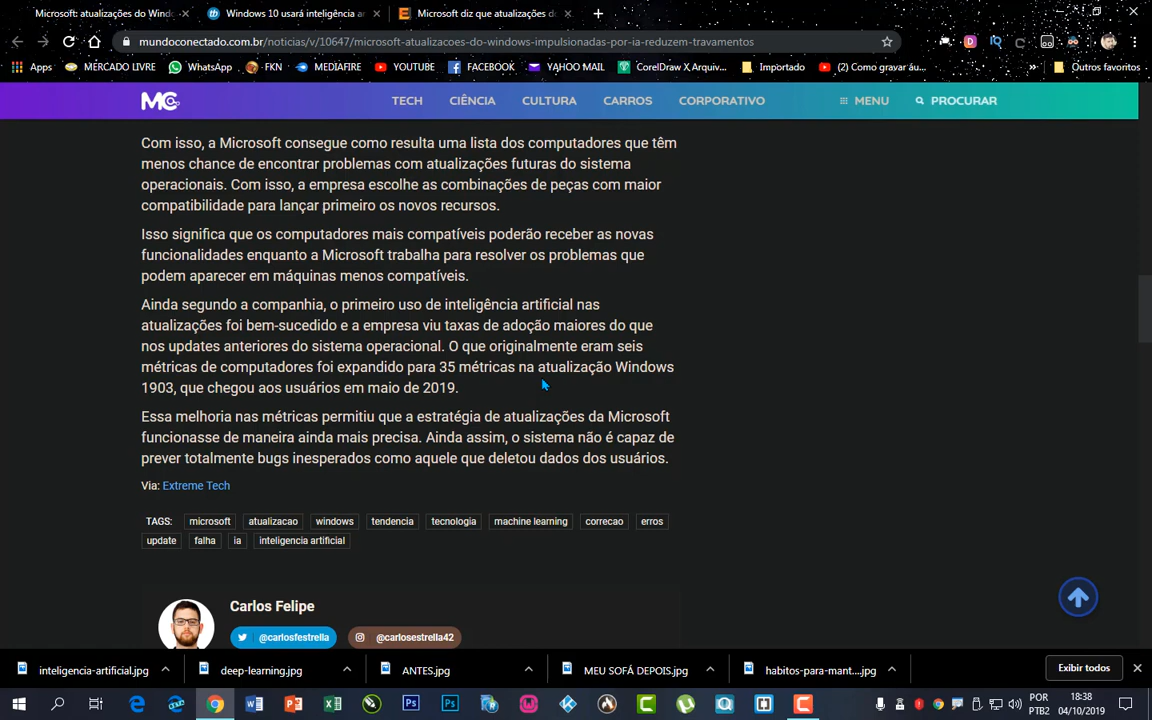 Microsoft: atualizações do Windo
Windows 10 usará inteligência a
Microsoft diz que atualizações d
mundoconectado.com.br/noticias/v/10647/microsoft-atualizacoes-do-windows-impulsionadas-por-ia-reduzem-travamentos
Apps MERCADO LIVRE WhatsApp FKN MEDIAFIRE YOUTUBE FACEBOOK YAHOO MAIL CorelDraw X Arquiv... Importado (2) Como gravar áu... » Outros favoritos
MC TECH CIÊNCIA CULTURA CARROS CORPORATIVO MENU PROCURAR
Com isso, a Microsoft consegue como resulta uma lista dos computadores que têm
menos chance de encontrar problemas com atualizações futuras do sistema
operacionais. Com isso, a empresa escolhe as combinações de peças com maior
compatibilidade para lançar primeiro os novos recursos.
Isso significa que os computadores mais compatíveis poderão receber as novas
funcionalidades enquanto a Microsoft trabalha para resolver os problemas que
podem aparecer em máquinas menos compatíveis.
Ainda segundo a companhia, o primeiro uso de inteligência artificial nas
atualizações foi bem-sucedido e a empresa viu taxas de adoção maiores do que
nos updates anteriores do sistema operacional. O que originalmente eram seis
métricas de computadores foi expandido para 35 métricas na atualização Windows
1903, que chegou aos usuários em maio de 2019.
Essa melhoria nas métricas permitiu que a estratégia de atualizações da Microsoft
funcionasse de maneira ainda mais precisa. Ainda assim, o sistema não é capaz de
prever totalmente bugs inesperados como aquele que deletou dados dos usuários.
Via: Extreme Tech
TAGS: microsoft atualizacao windows tendencia tecnologia machine learning correcao erros
update falha ia inteligencia artificial
Carlos Felipe
@carlosfestrella @carlosestrella42
inteligencia-artificial.jpg deep-learning.jpg ANTES.jpg MEU SOFÁ DEPOIS.jpg habitos-para-mant....jpg Exibir todos
POR 18:38
PTB2 04/10/2019